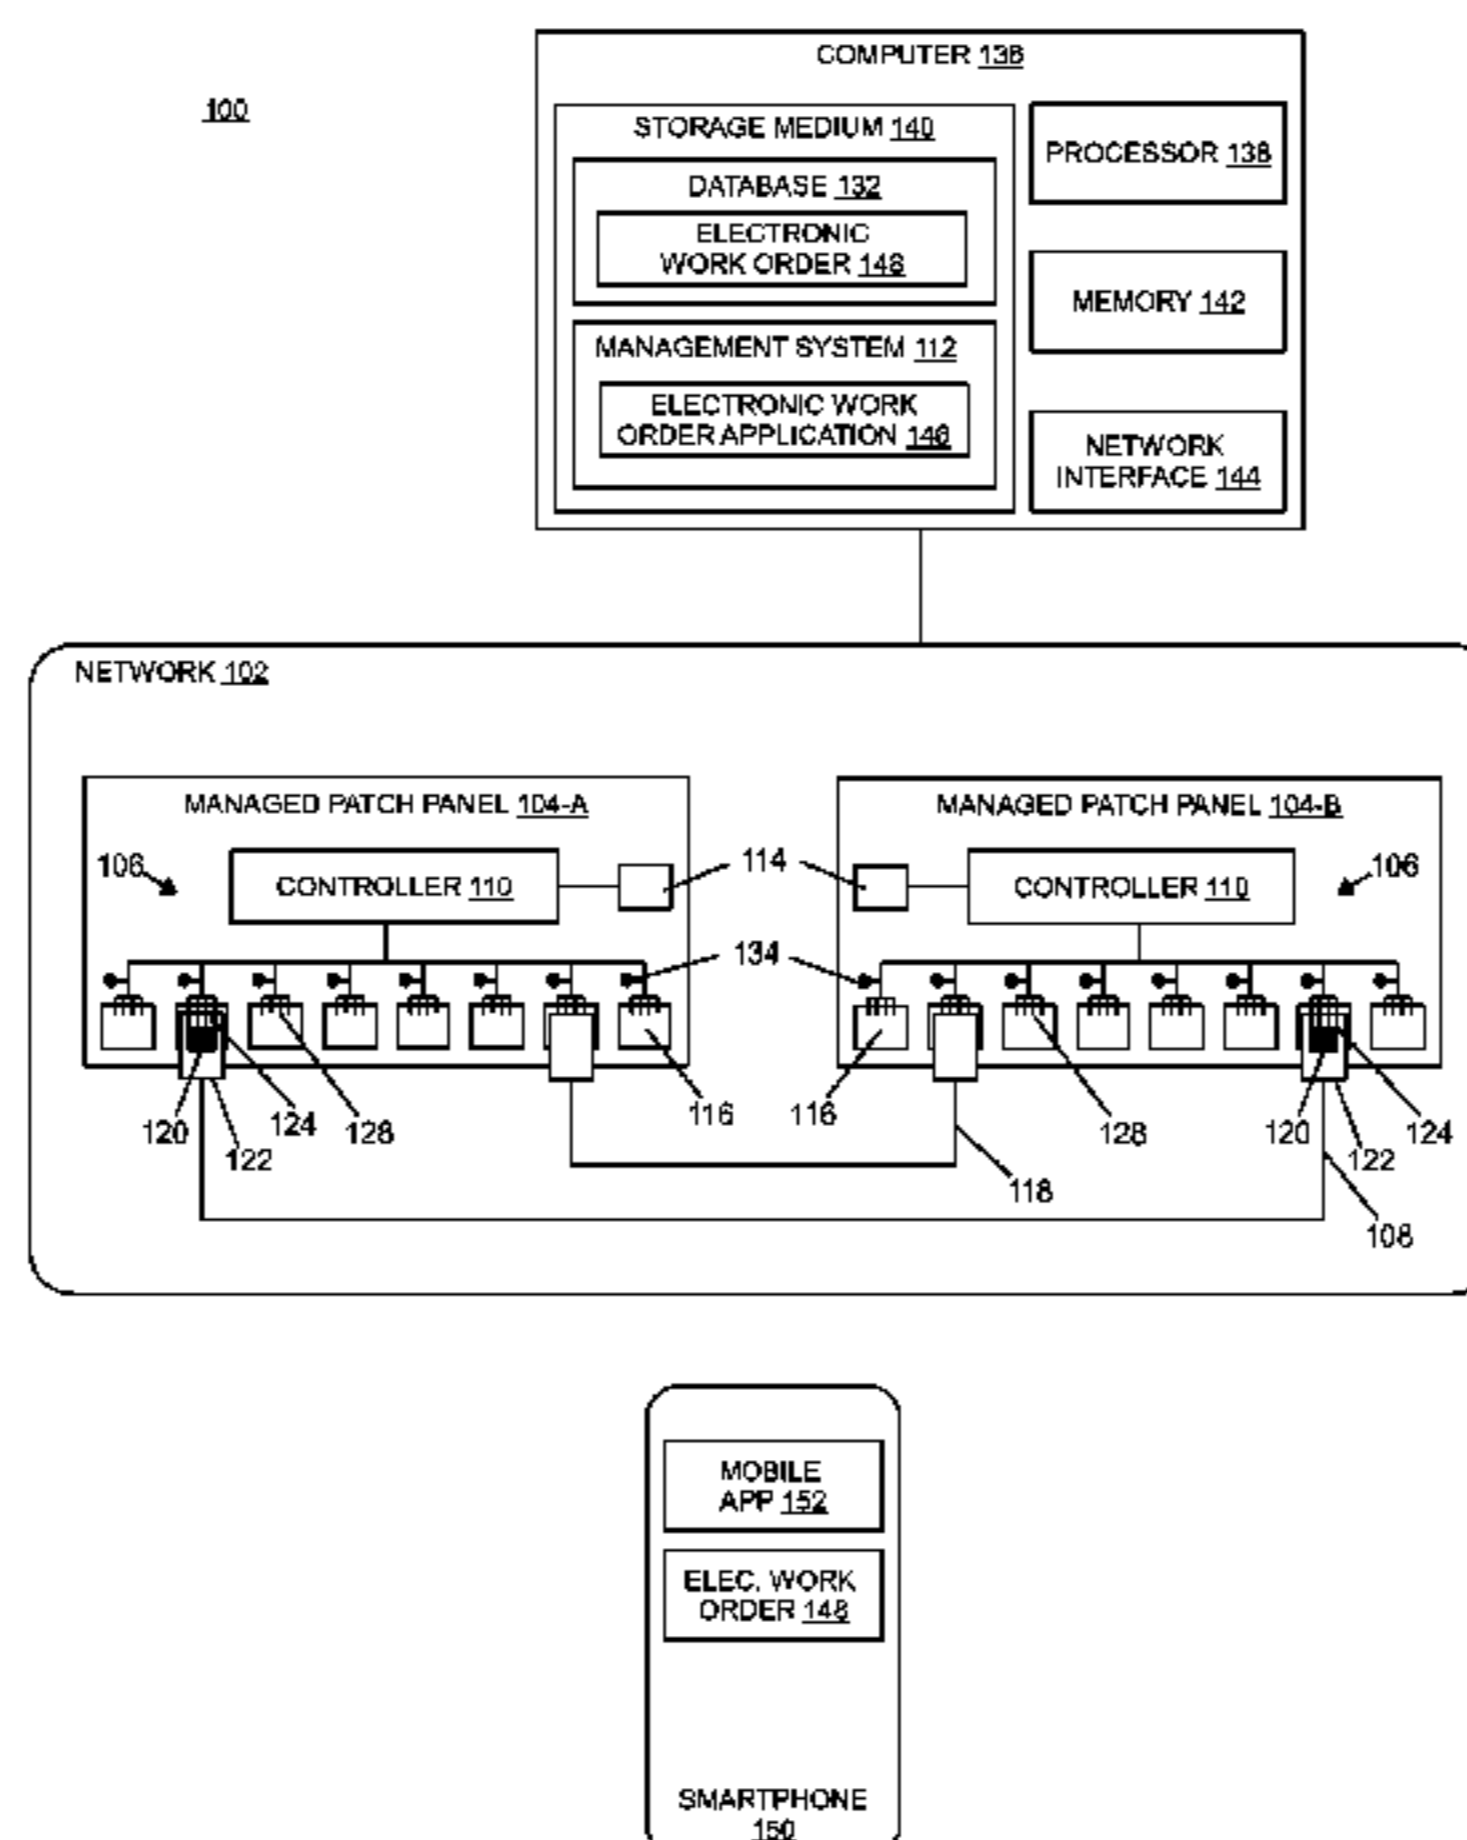 COMPUTER 136
100
STORAGE MEDIUM 140
PROCESSOR 138
DATABASE 132
ELECTRONIC
WORK ORDER 148
MEMORY 142
MANAGEMENT SYSTEM 112
ELECTRONIC WORK
ORDER APPLICATION 146
NETWORK
INTERFACE 144
NETWORK 102
MANAGED PATCH PANEL 104-A
MANAGED PATCH PANEL 104-B
106
CONTROLLER 110
114
CONTROLLER 110
106
134
116
116
120
124
128
122
128
120
124
122
118
108
MOBILE
APP 152
ELEC. WORK
ORDER 148
SMARTPHONE
150